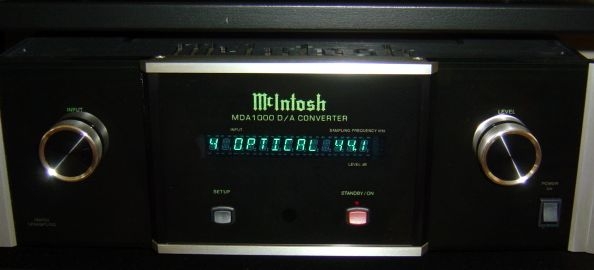 McIntosh
MDA1000 D/A CONVERTER
INPUT
LEVEL
INPUT SAMPLING FREQUENCY kHz
4 OPTICAL 44.1
LEVEL dB
SETUP STANDBY/ON
POWER